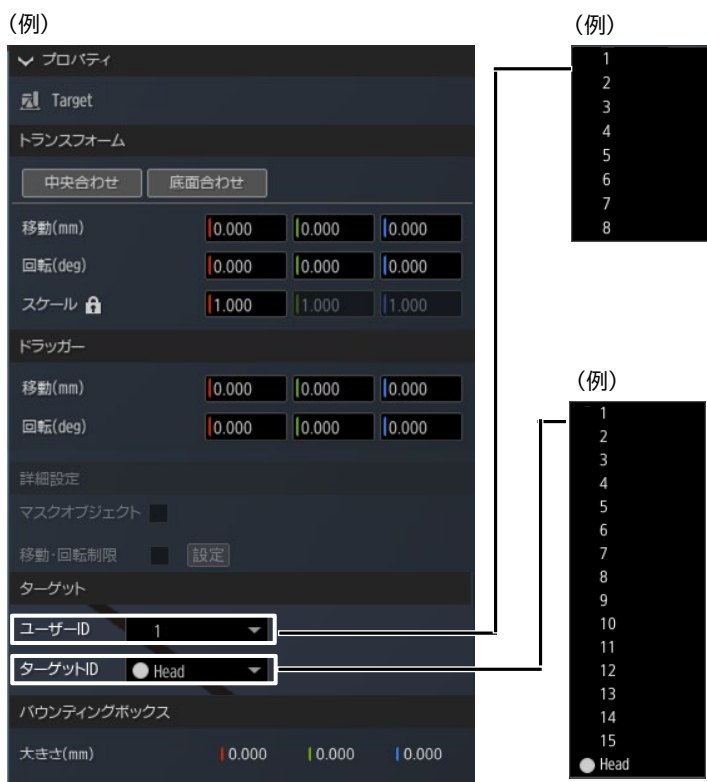 （例）
プロパティ
Target
トランスフォーム
中央合わせ 底面合わせ
移動(mm) 0.000 0.000 0.000
回転(deg) 0.000 0.000 0.000
スケール 1.000 1.000 1.000
ドラッガー
移動(mm) 0.000 0.000 0.000
回転(deg) 0.000 0.000 0.000
詳細設定
マスクオブジェクト
移動･回転制限 設定
ターゲット
ユーザーID 1
ターゲットID Head
バウンディングボックス
大きさ(mm) 0.000 0.000 0.000
（例）
1
2
3
4
5
6
7
8
（例）
1
2
3
4
5
6
7
8
9
10
11
12
13
14
15
Head